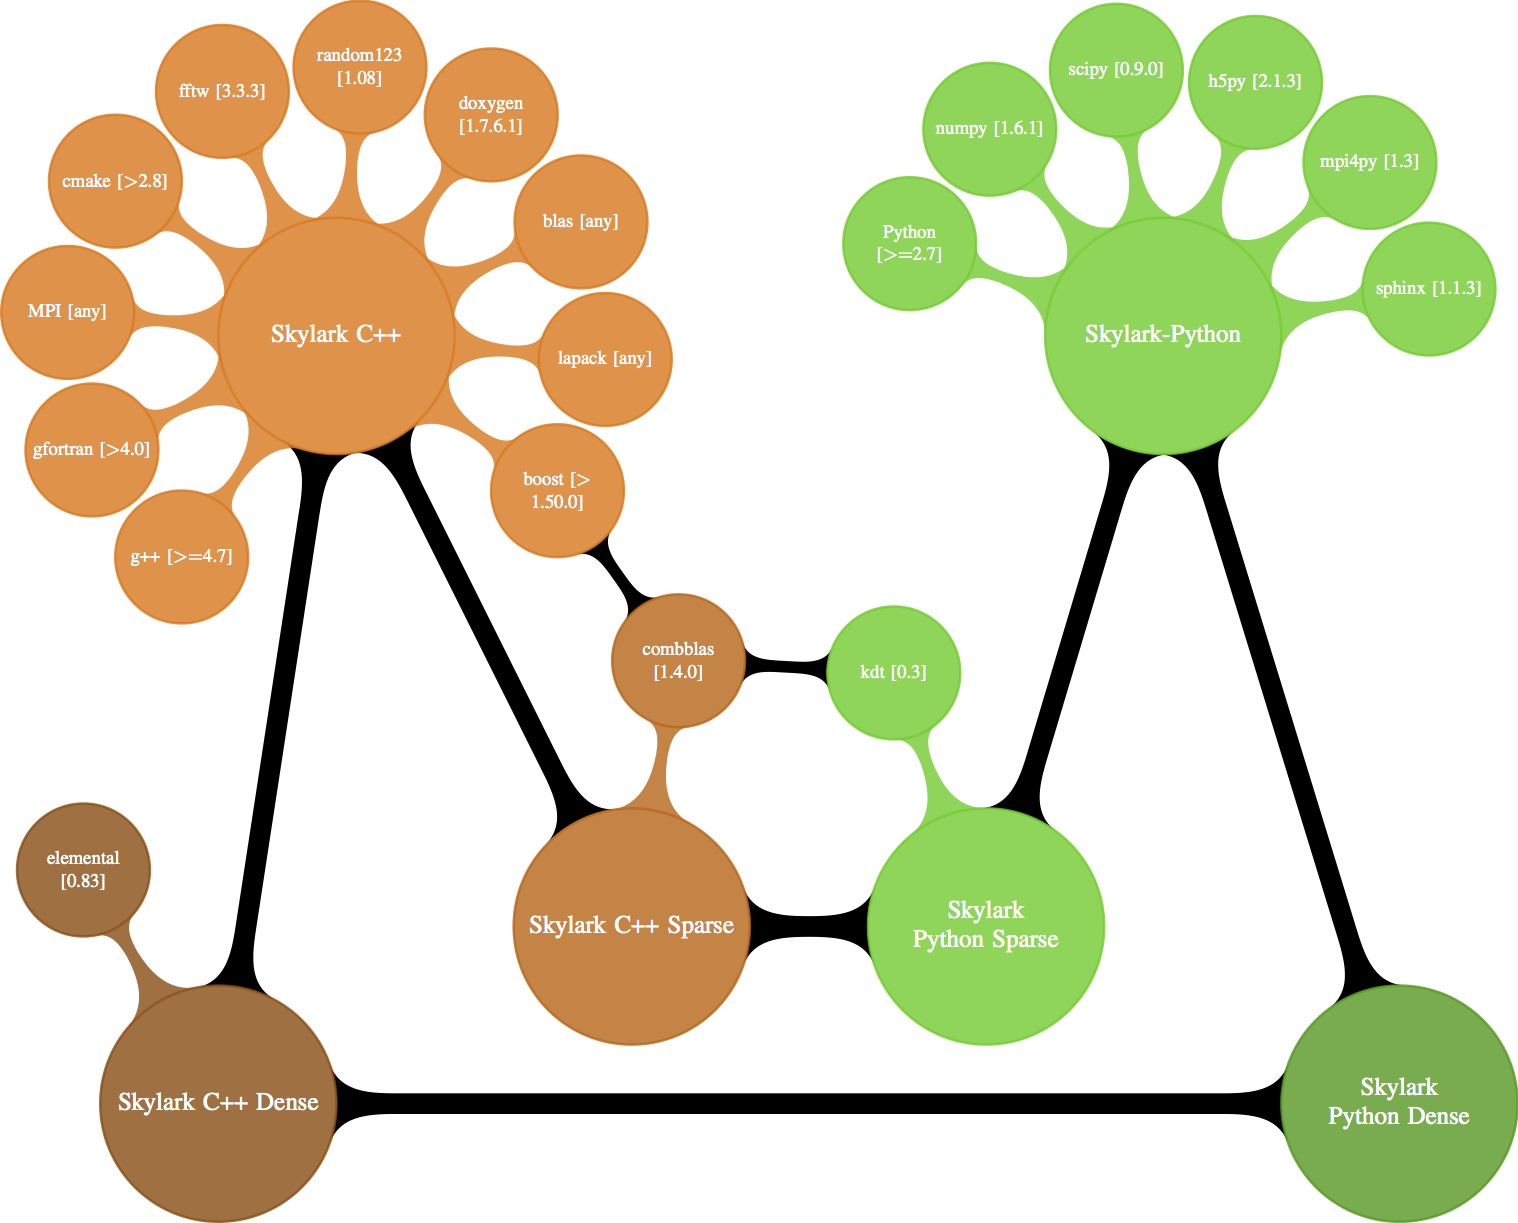 random123
[1.08]
fftw [3.3.3]
doxygen
[1.7.6.1]
cmake [>2.8]
blas [any]
MPI [any]
Skylark C++
lapack [any]
gfortran [>4.0]
boost [>
1.50.0]
g++ [>=4.7]
scipy [0.9.0]
h5py [2.1.3]
numpy [1.6.1]
mpi4py [1.3]
Python
[>=2.7]
sphinx [1.1.3]
Skylark-Python
combblas
[1.4.0]
kdt [0.3]
elemental
[0.83]
Skylark C++ Sparse
Skylark
Python Sparse
Skylark C++ Dense
Skylark
Python Dense